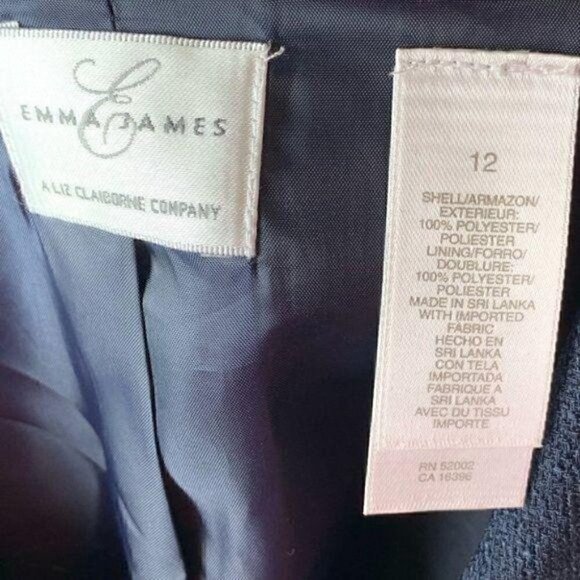 EMMA JAMES
A LIZ CLAIBORNE COMPANY
12
SHELL/ARMAZON/
EXTERIEUR:
100% POLYESTER/
POLIESTER
LINING/FORRO/
DOUBLURE:
100% POLYESTER/
POLIESTER
MADE IN SRI LANKA
WITH IMPORTED
FABRIC
HECHO EN
SRI LANKA
CON TELA
IMPORTADA
FABRIQUE A
SRI LANKA
AVEC DU TISSU
IMPORTE
RN 52002
CA 16396